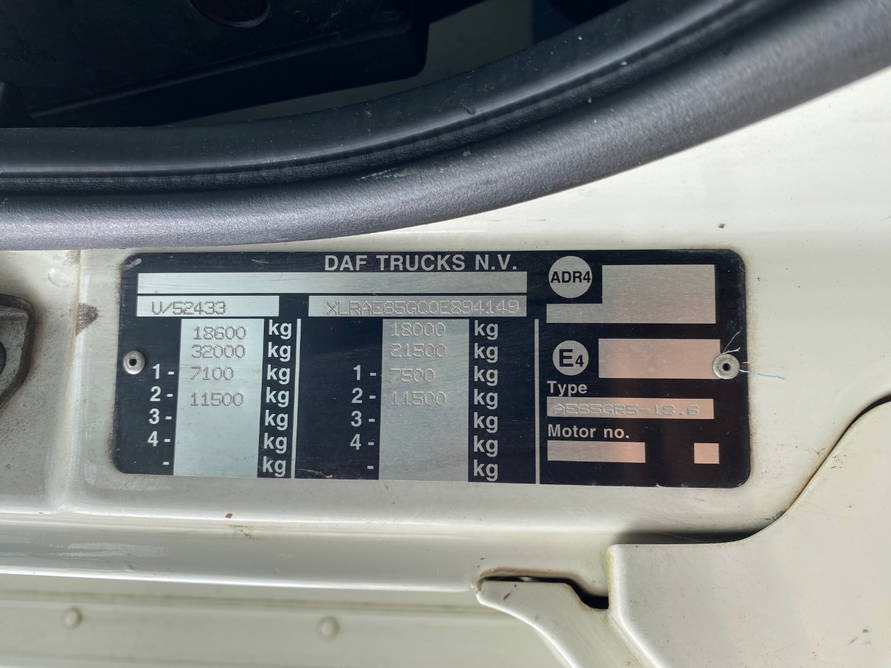 DAF TRUCKS N.V.
ADR4
V/52433 XLRAE85GC0E894149
18600 kg 18000 kg
32000 kg 21500 kg
1 - 7100 kg 1 - 7500 kg
2 - 11500 kg 2 - 11500 kg
3 - kg 3 - kg
4 - kg 4 - kg
- kg - kg
E4
Type
AE85GR5-18.6
Motor no.